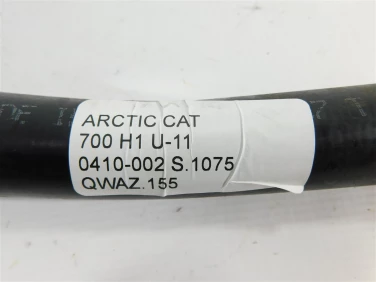 ARCTIC CAT
700 H1 U-11
0410-002 S.1075
QWAZ.155